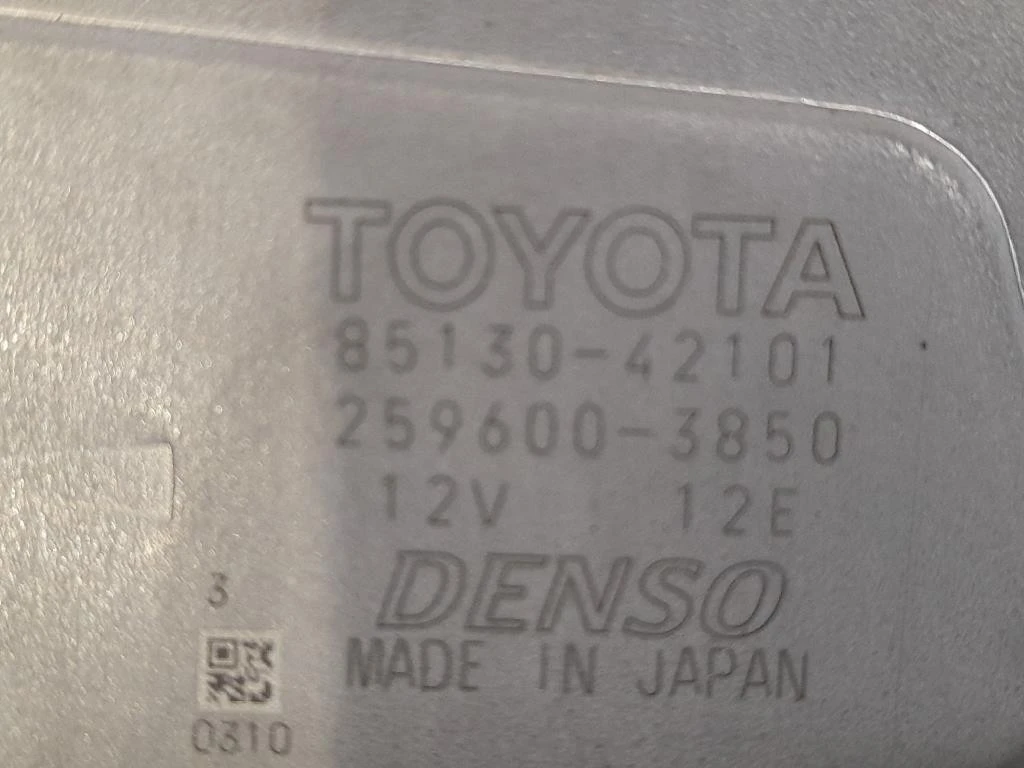 TOYOTA
85130-42101
259600-3850
12V 12E
DENSO
MADE IN JAPAN
3
0310